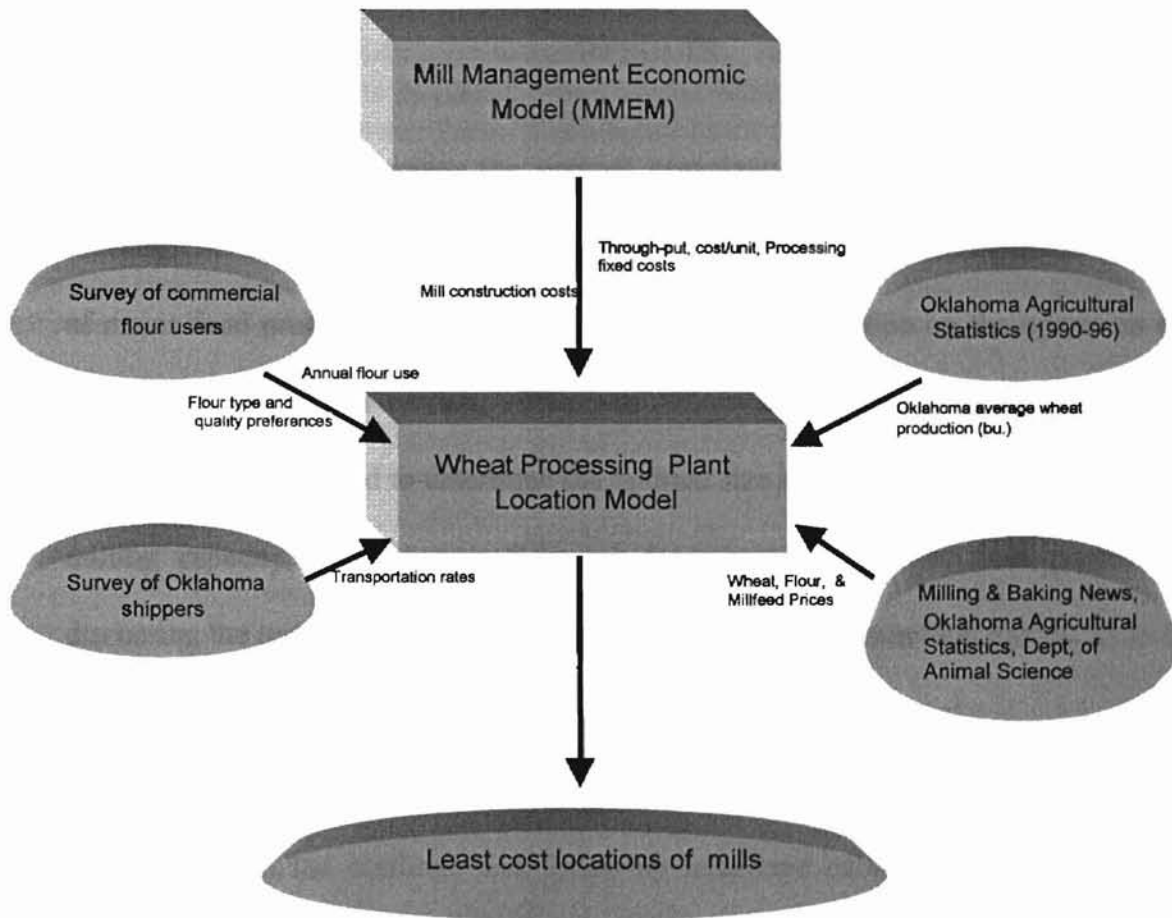 Mill Management Economic
Model (MMEM)
Through-put, cost/unit, Processing
fixed costs
Mill construction costs
Survey of commercial
flour users
Oklahoma Agricultural
Statistics (1990-96)
Annual flour use
Flour type and
quality preferences
Oklahoma average wheat
production (bu.)
Wheat Processing Plant
Location Model
Survey of Oklahoma
shippers
Transportation rates
Wheat, Flour, &
Millfeed Prices
Milling & Baking News,
Oklahoma Agricultural
Statistics, Dept, of
Animal Science
Least cost locations of mills